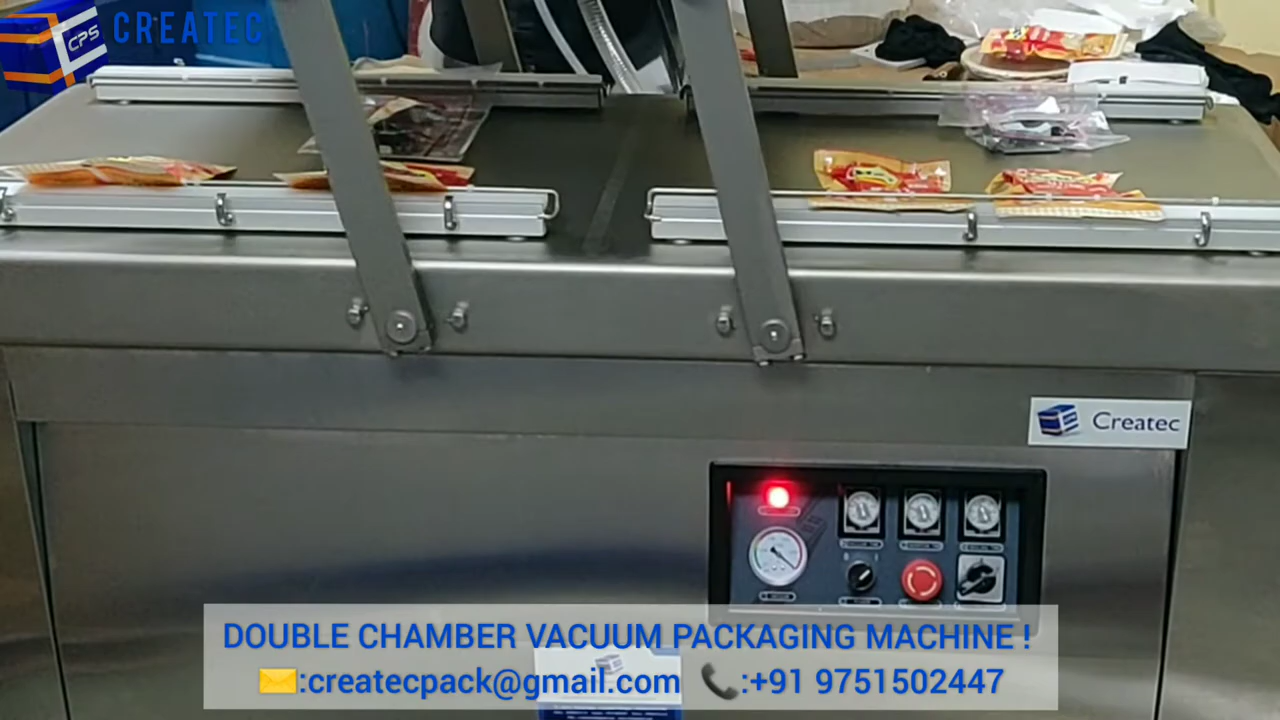 CPS
CREATEC
Createc
DOUBLE CHAMBER VACUUM PACKAGING MACHINE !
✉️:createcpack@gmail.com 📞:+91 9751502447